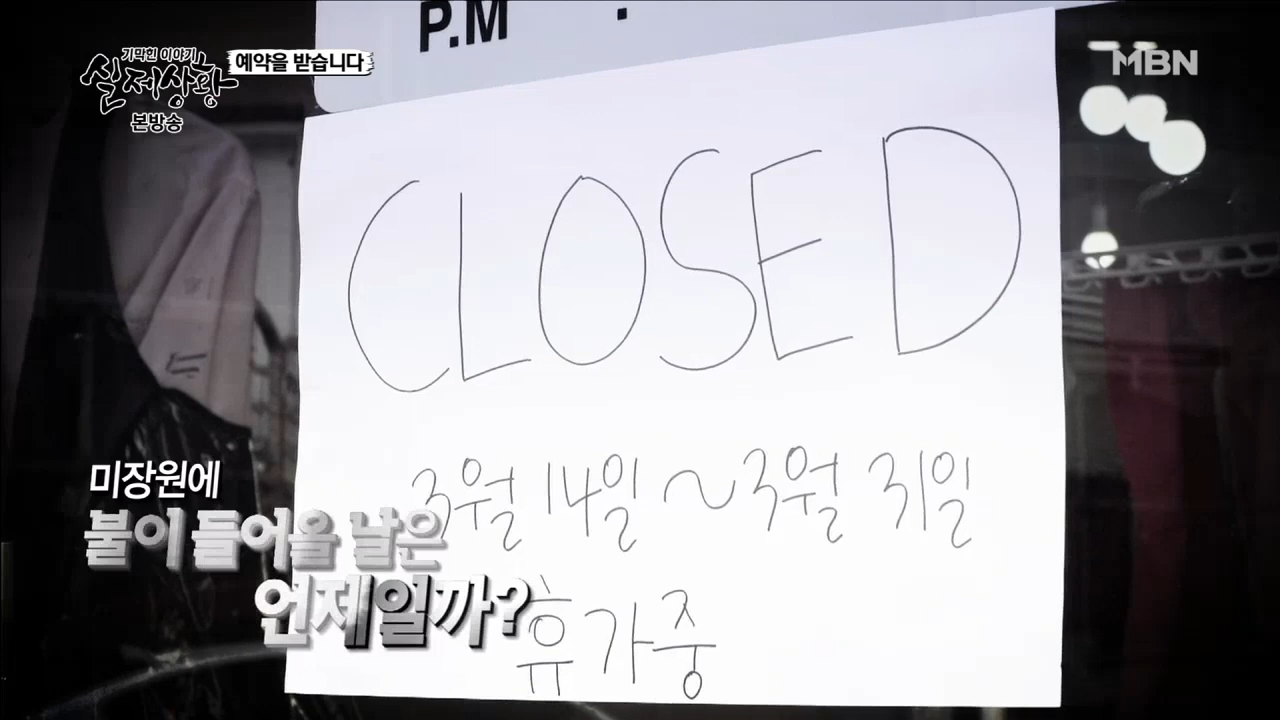 P.M :
기막힌 이야기
실제상황
본방송
예약을 받습니다
MBN
CLOSED
3월 14일 ~ 3월 31일
휴가중
미장원에
불이 들어올 날은
언제일까?